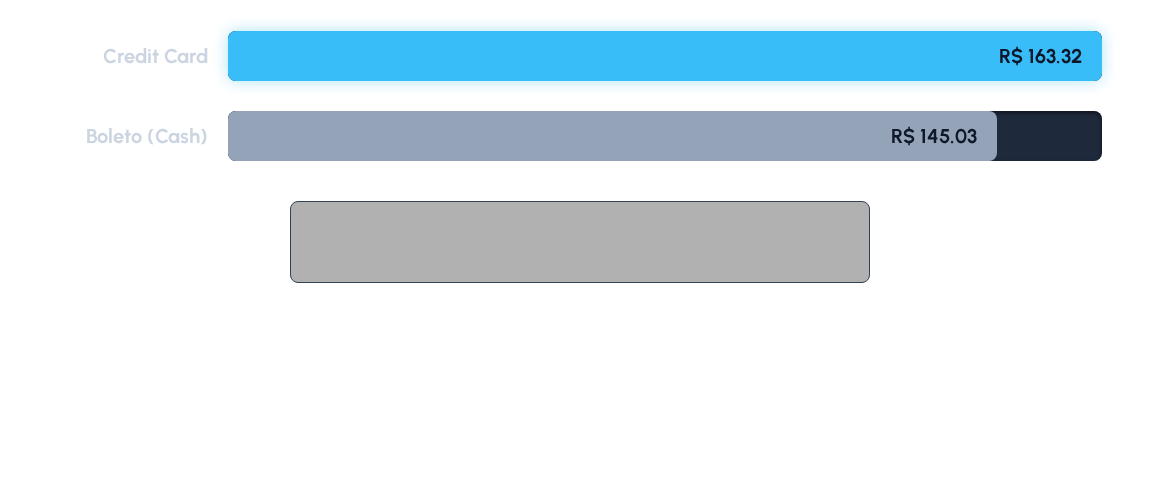 Credit Card R$ 163.32
Boleto (Cash) R$ 145.03